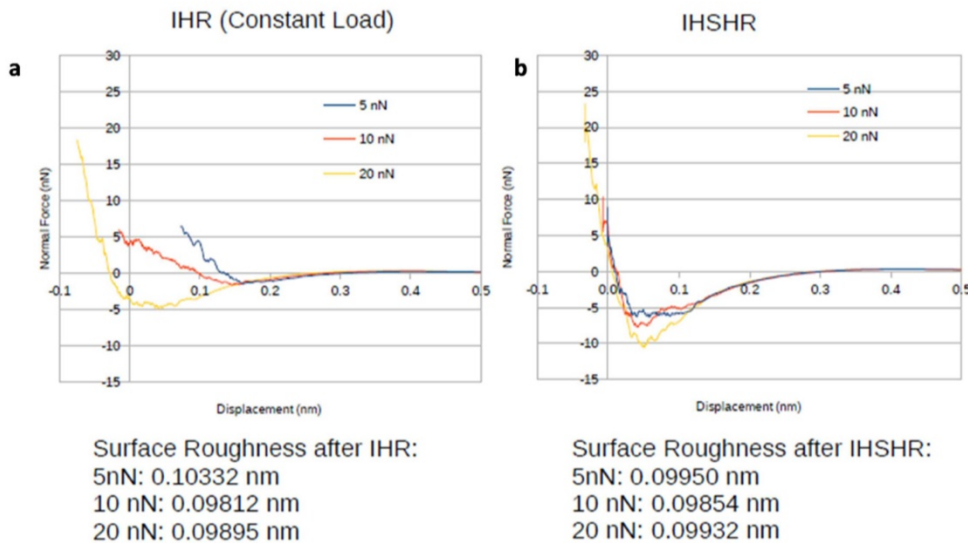 IHR (Constant Load)
a
30
25
20
15
10
5
0
-5
-10
-15
Normal Force (nN)
5 nN
10 nN
20 nN
-0.1
0
0.1
0.2
0.3
0.4
0.5
Displacement (nm)
Surface Roughness after IHR:
5nN: 0.10332 nm
10 nN: 0.09812 nm
20 nN: 0.09895 nm
IHSHR
b
30
25
20
15
10
5
0
-5
-10
-15
Normal Force (nN)
5 nN
10 nN
20 nN
-0.1
0.0
0.1
0.2
0.3
0.4
0.5
Displacement (nm)
Surface Roughness after IHSHR:
5nN: 0.09950 nm
10 nN: 0.09854 nm
20 nN: 0.09932 nm